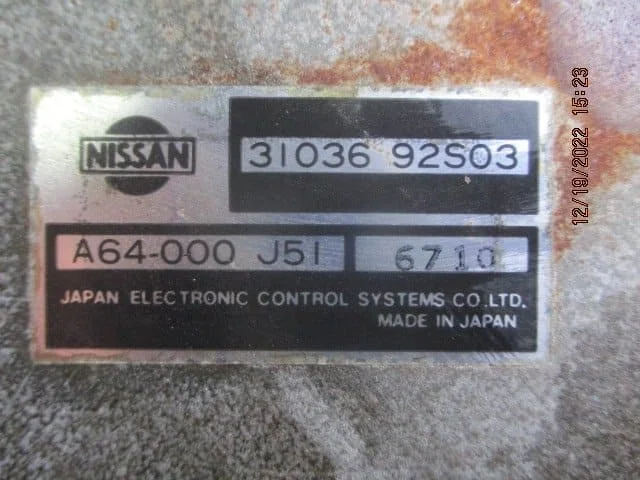 NISSAN
31036 92S03
A64-000 J51
6710
JAPAN ELECTRONIC CONTROL SYSTEMS CO.,LTD.
MADE IN JAPAN
12/19/2022 15:23